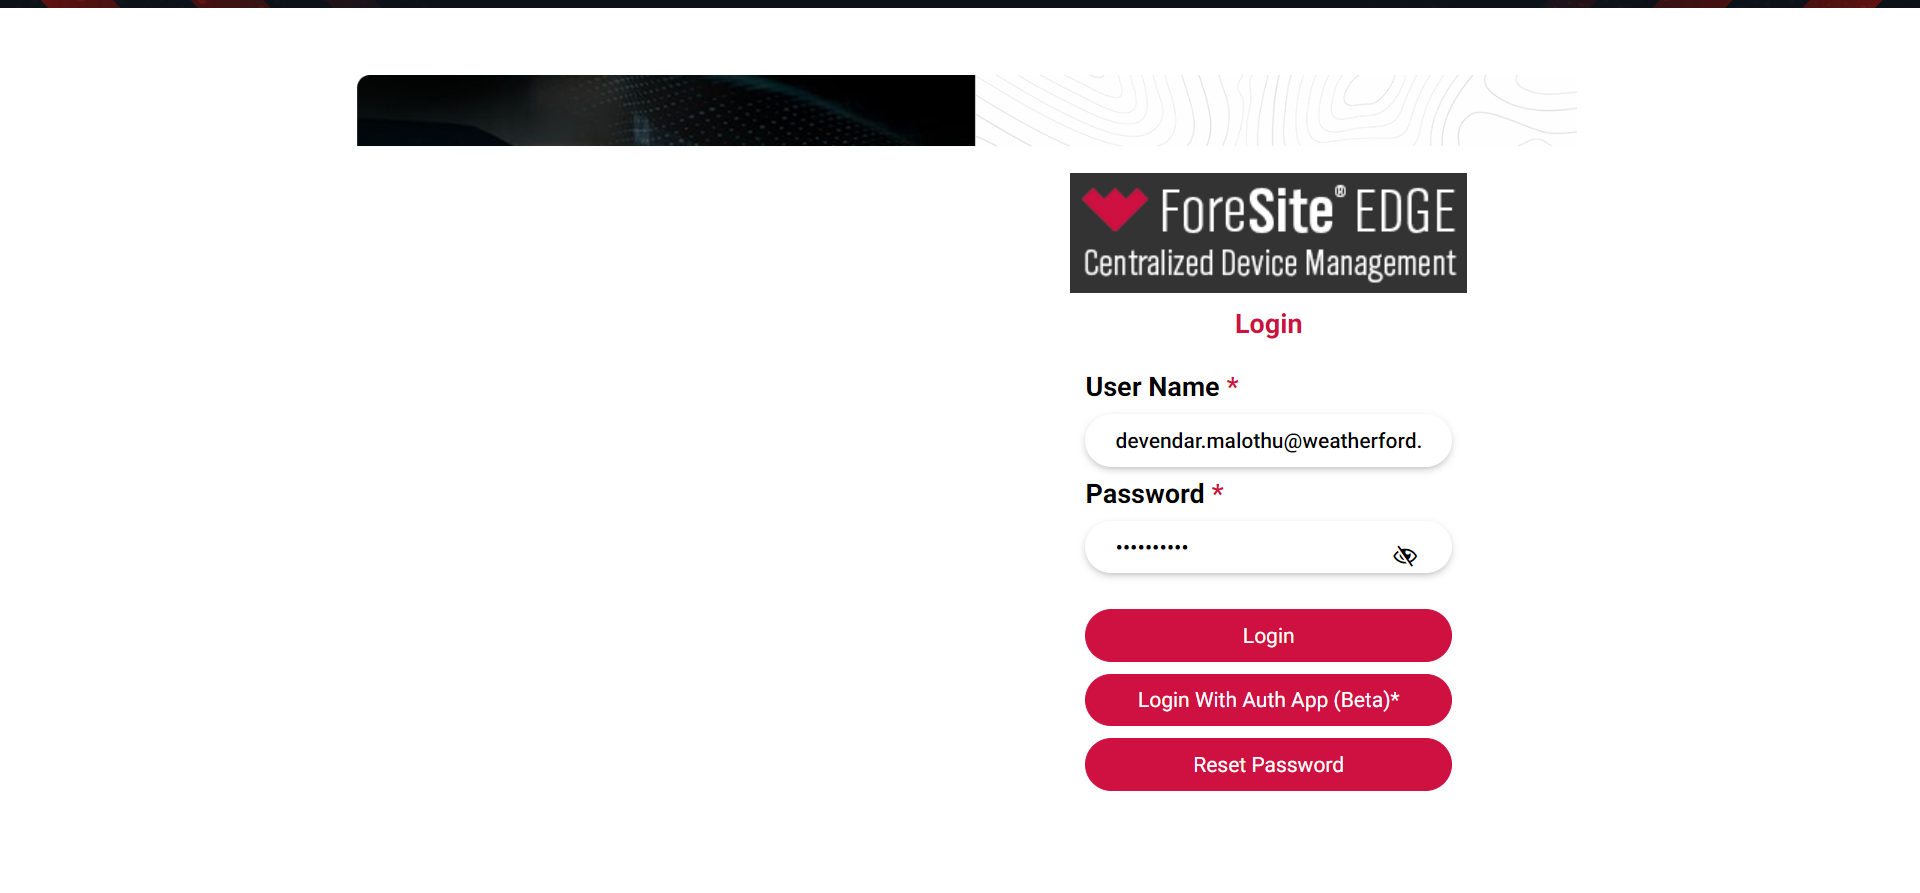 ForeSite® EDGE
Centralized Device Management
Login
User Name *
devendar.malothu@weatherford.
Password *
••••••••••
Login
Login With Auth App (Beta)*
Reset Password